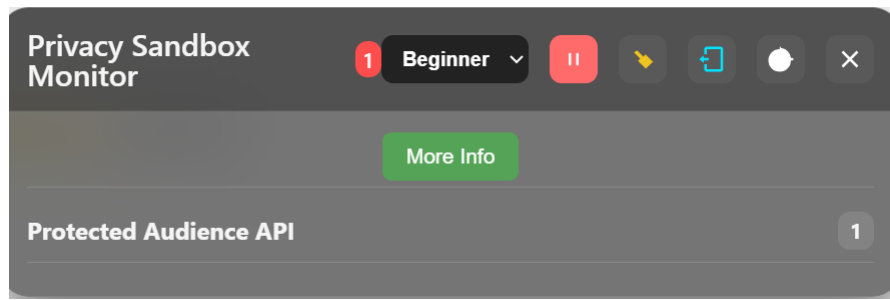 Privacy Sandbox
Monitor
1
Beginner
More Info
Protected Audience API
1